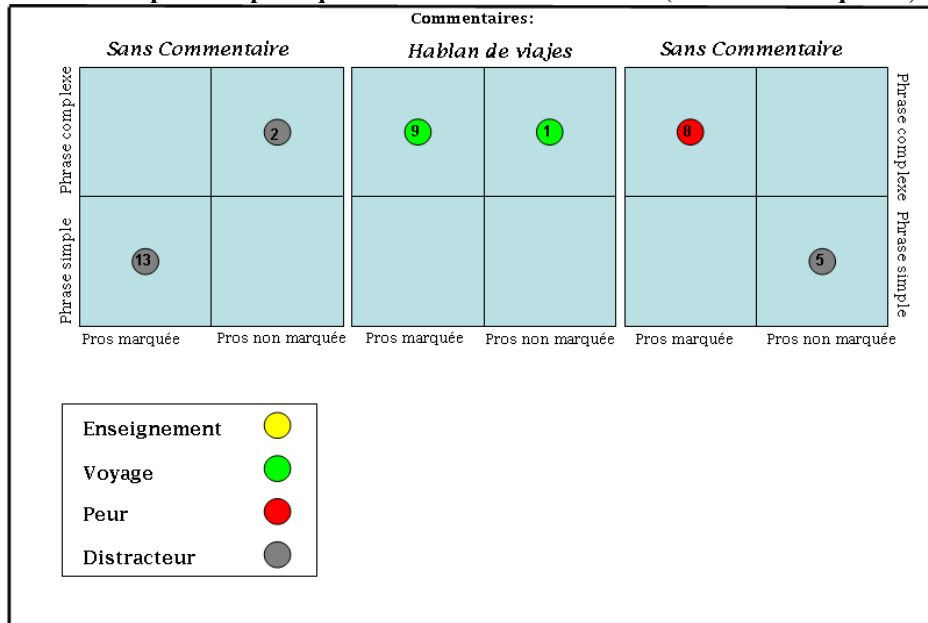 Commentaires:
Sans Commentaire
Hablan de viajes
Sans Commentaire
Phrase complexe
2
9
1
8
Phrase complexe
Phrase simple
13
5
Phrase simple
Pros marquée
Pros non marquée
Pros marquée
Pros non marquée
Pros marquée
Pros non marquée
Enseignement
Voyage
Peur
Distracteur